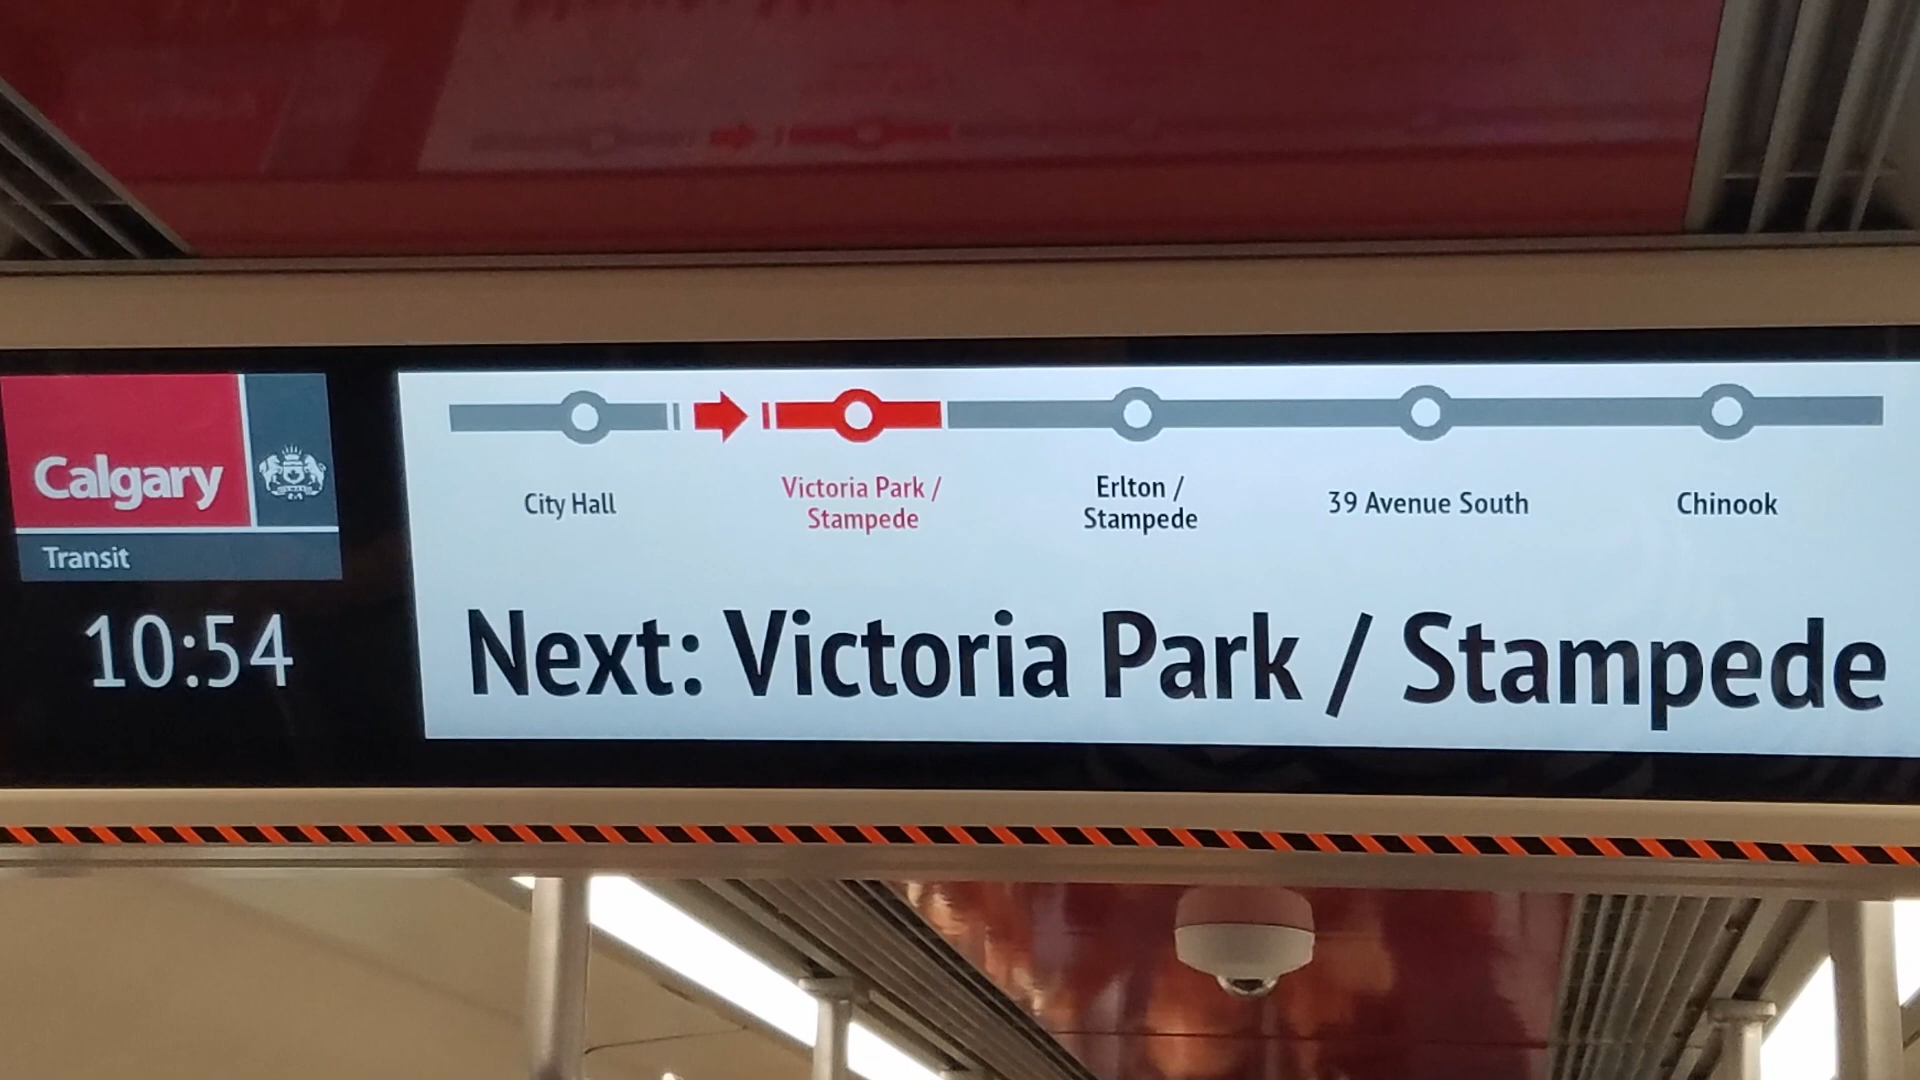 Calgary
Transit
10:54
City Hall
Victoria Park /
Stampede
Erlton /
Stampede
39 Avenue South
Chinook
Next: Victoria Park / Stampede